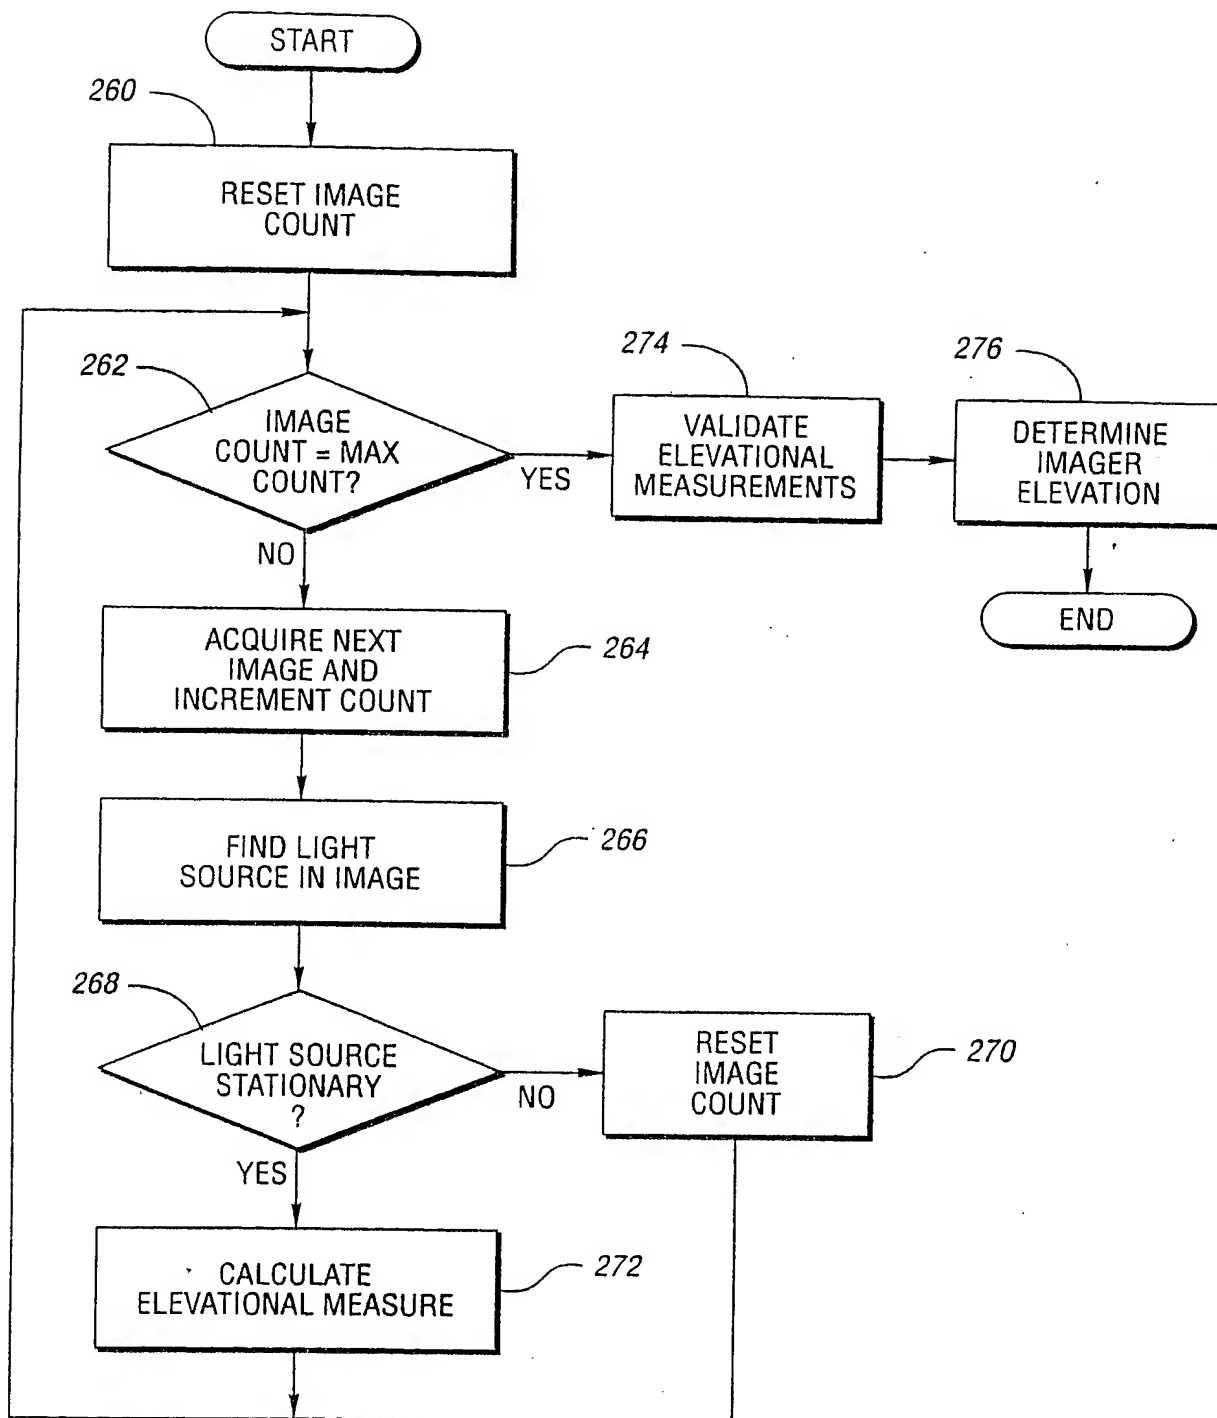 START
260
RESET IMAGE
COUNT
262
IMAGE
COUNT = MAX
COUNT?
YES
NO
274
VALIDATE
ELEVATIONAL
MEASUREMENTS
276
DETERMINE
IMAGER
ELEVATION
END
ACQUIRE NEXT
IMAGE AND
INCREMENT COUNT
264
FIND LIGHT
SOURCE IN IMAGE
266
268
LIGHT SOURCE
STATIONARY
?
NO
YES
RESET
IMAGE
COUNT
270
CALCULATE
ELEVATIONAL MEASURE
272